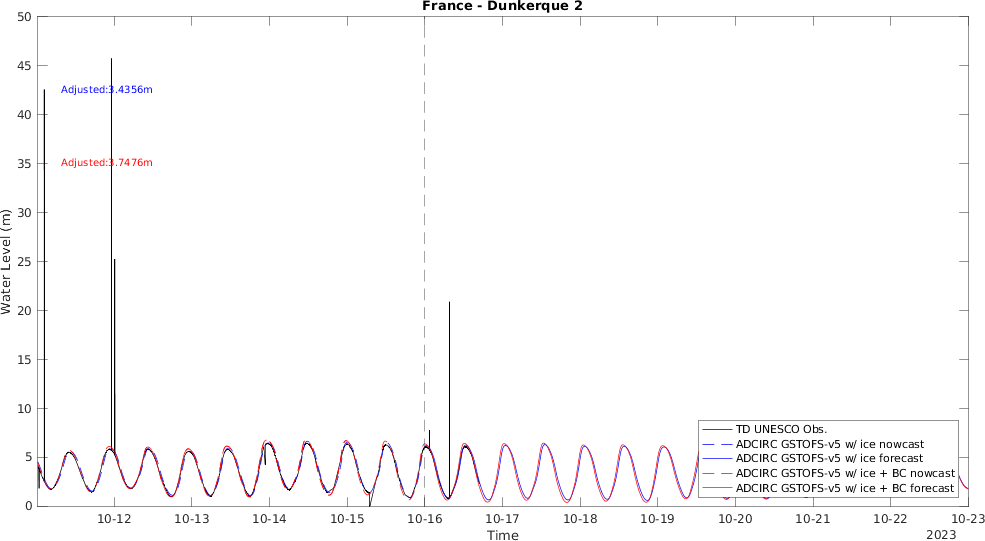 France - Dunkerque 2
50
45
40
35
30
25
20
15
10
5
0
Water Level (m)
Adjusted:3.4356m
Adjusted:3.7476m
TD UNESCO Obs.
ADCIRC GSTOFS-v5 w/ ice nowcast
ADCIRC GSTOFS-v5 w/ ice forecast
ADCIRC GSTOFS-v5 w/ ice + BC nowcast
ADCIRC GSTOFS-v5 w/ ice + BC forecast
10-12 10-13 10-14 10-15 10-16 10-17 10-18 10-19 10-20 10-21 10-22 10-23
Time
2023